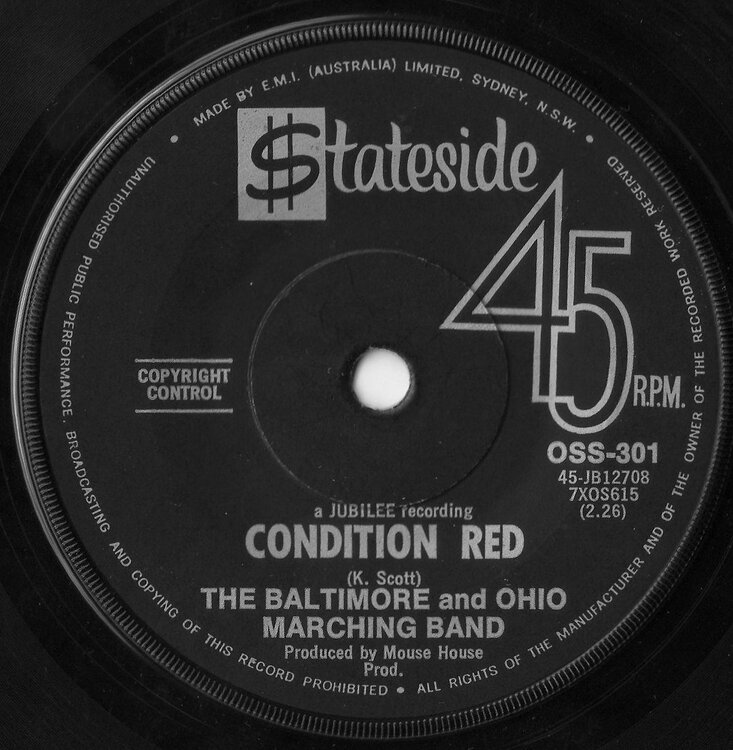 MADE BY E.M.I. (AUSTRALIA) LIMITED, SYDNEY, N.S.W.
$tateside
45
R.P.M.
COPYRIGHT
CONTROL
OSS-301
45-JB12708
7XOS615
(2.26)
a JUBILEE recording
CONDITION RED
(K. Scott)
THE BALTIMORE and OHIO
MARCHING BAND
Produced by Mouse House
Prod.
UNAUTHORISED PUBLIC PERFORMANCE, BROADCASTING AND COPYING OF THIS RECORD PROHIBITED • ALL RIGHTS OF THE MANUFACTURER AND OF THE OWNER OF THE RECORDED WORK RESERVED